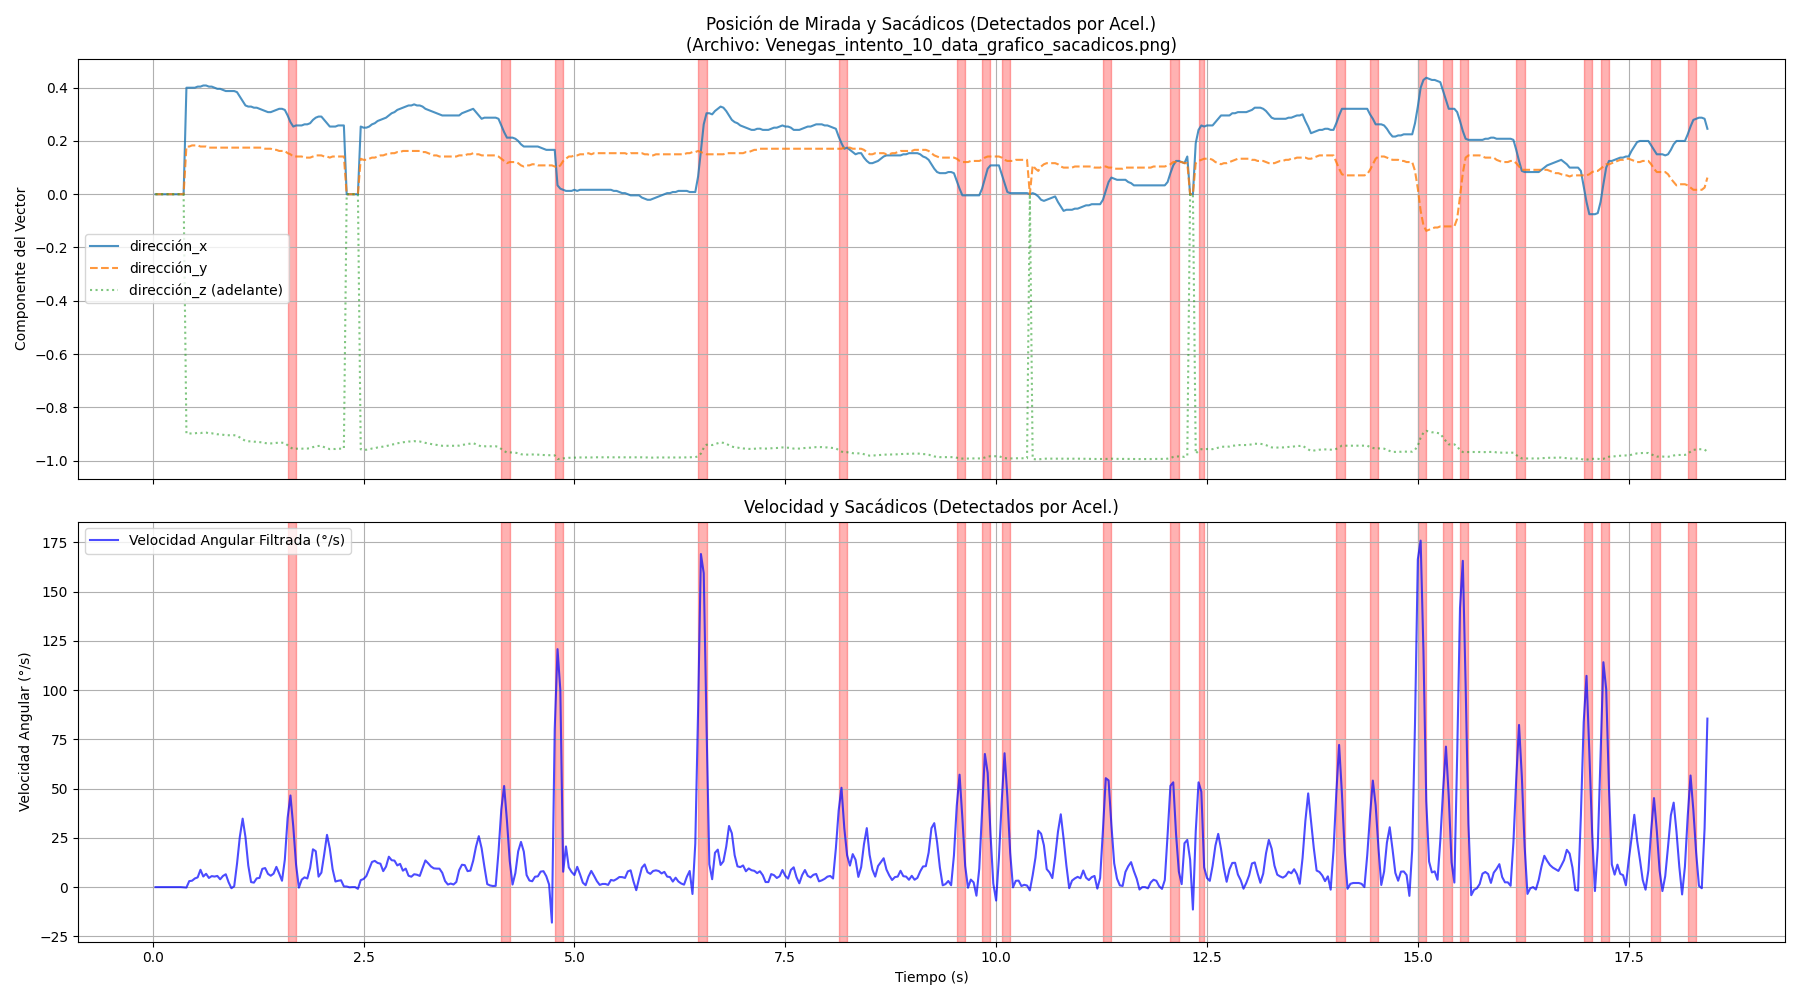 Posición de Mirada y Sacádicos (Detectados por Acel.)
(Archivo: Venegas_intento_10_data_grafico_sacadicos.png)
Componente del Vector
0.4
0.2
0.0
−0.2
−0.4
−0.6
−0.8
−1.0
dirección_x
dirección_y
dirección_z (adelante)
Velocidad y Sacádicos (Detectados por Acel.)
Velocidad Angular (°/s)
175
150
125
100
75
50
25
0
−25
Velocidad Angular Filtrada (°/s)
0.0 2.5 5.0 7.5 10.0 12.5 15.0 17.5
Tiempo (s)